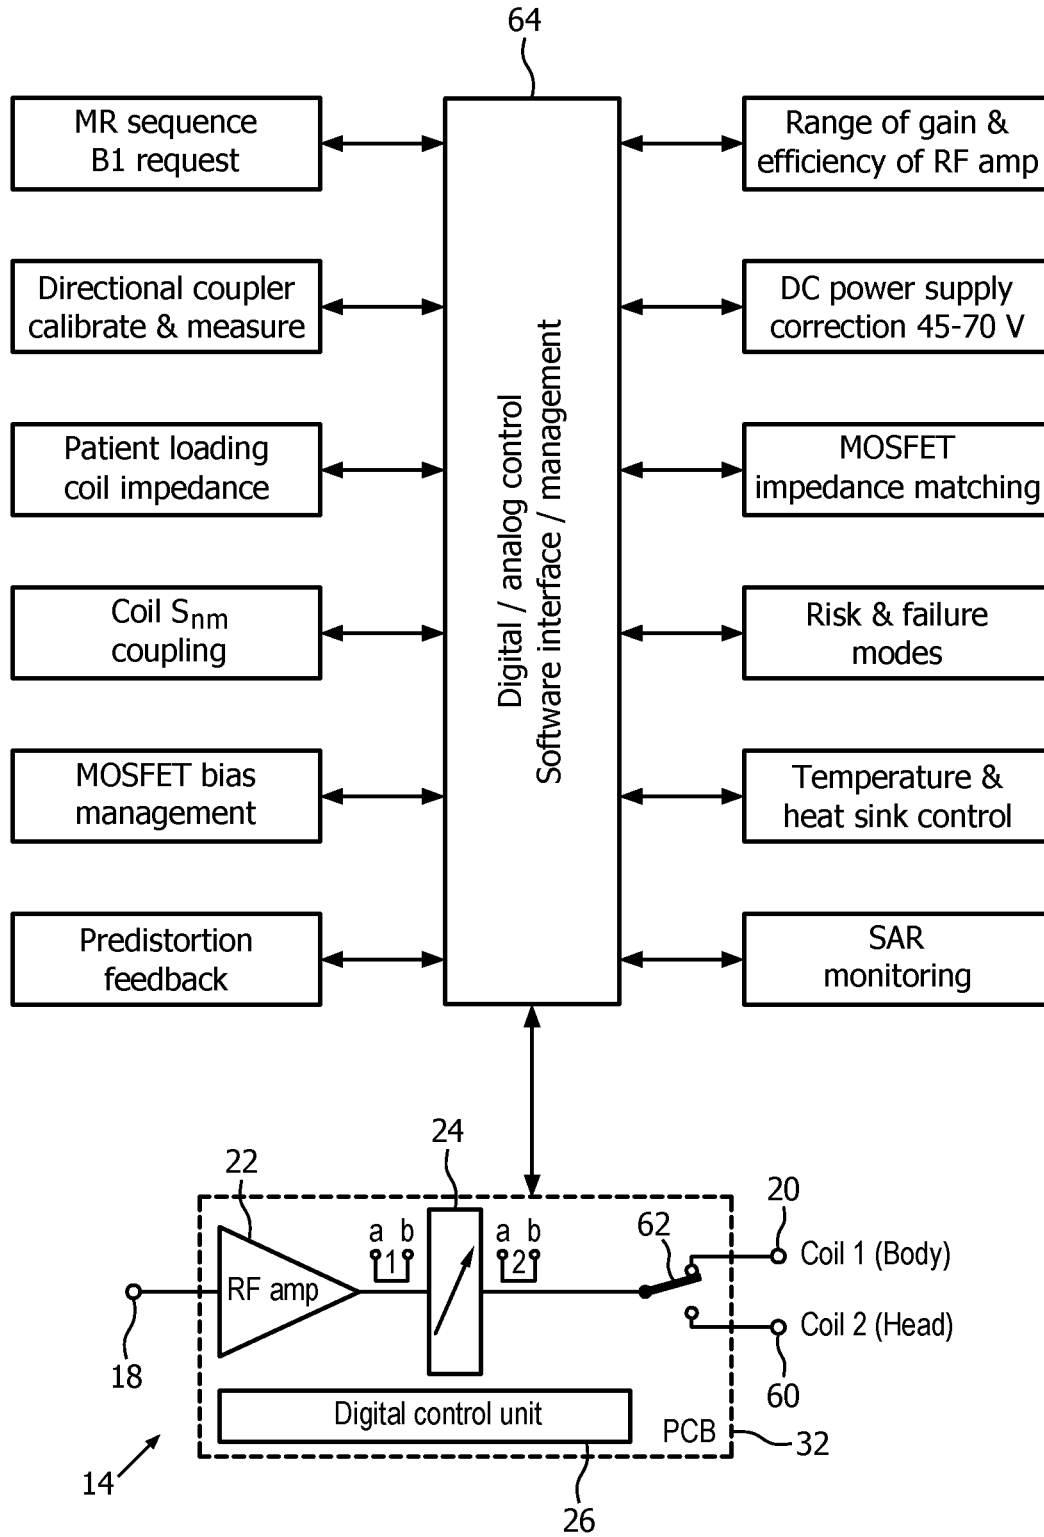 64
MR sequence
B1 request
Range of gain &
efficiency of RF amp
Directional coupler
calibrate & measure
DC power supply
correction 45-70 V
Patient loading
coil impedance
MOSFET
impedance matching
Digital / analog control
Software interface / management
Coil Snm
coupling
Risk & failure
modes
MOSFET bias
management
Temperature &
heat sink control
Predistortion
feedback
SAR
monitoring
24
22
20
62
a b
1
a b
2
Coil 1 (Body)
RF amp
Coil 2 (Head)
18
60
Digital control unit
PCB
32
14
26